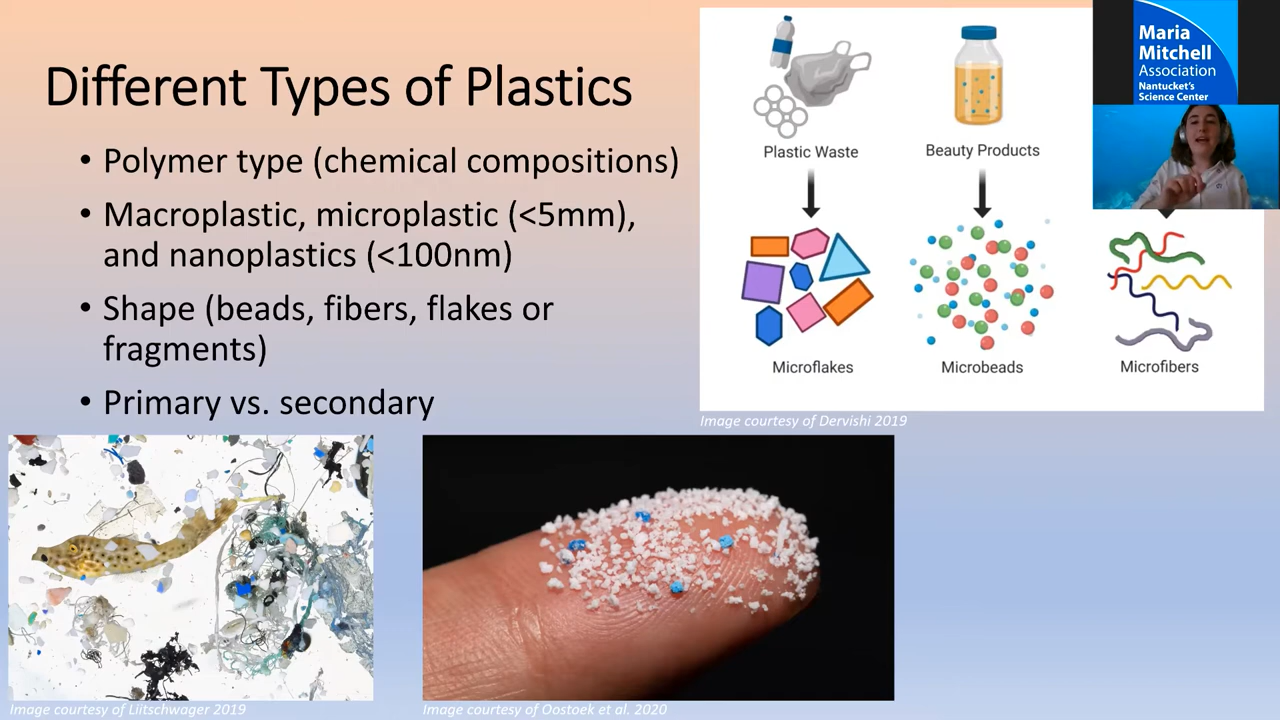 Different Types of Plastics
• Polymer type (chemical compositions)
• Macroplastic, microplastic (<5mm),
and nanoplastics (<100nm)
• Shape (beads, fibers, flakes or
fragments)
• Primary vs. secondary
Plastic Waste
Beauty Products
Microflakes
Microbeads
Microfibers
Image courtesy of Dervishi 2019
Maria
Mitchell
Association
Nantucket's
Science Center
Image courtesy of Liitschwager 2019
Image courtesy of Oostoek et al. 2020